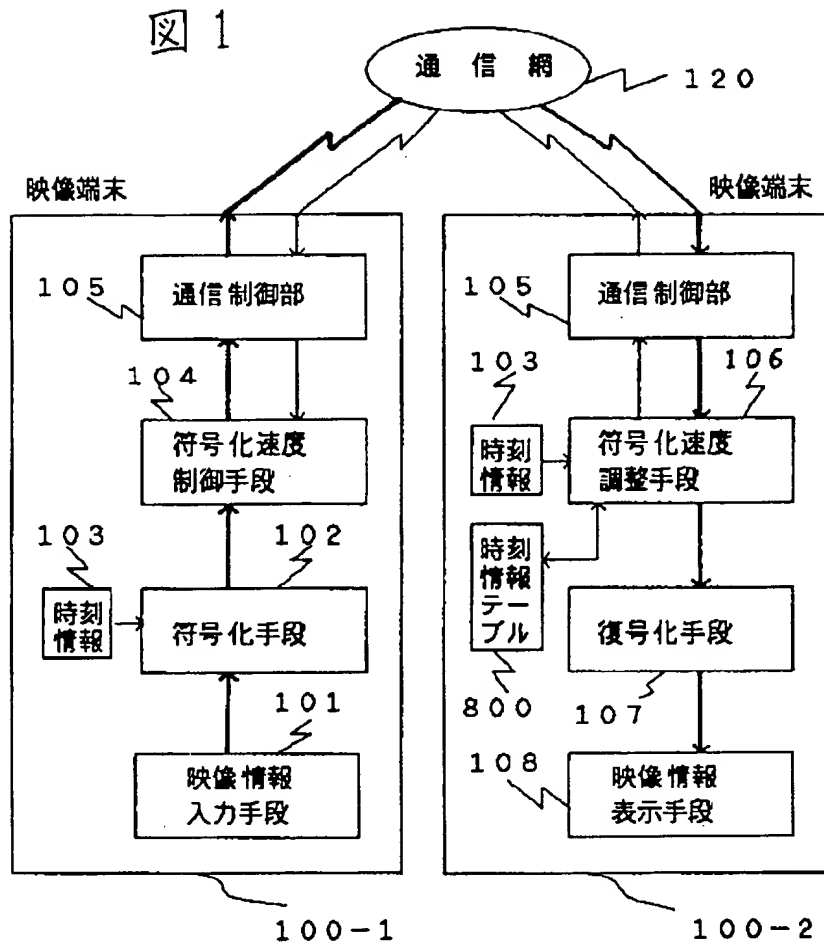 図1
通信網
120
映像端末
映像端末
105
通信制御部
105
通信制御部
104
103
106
符号化速度
制御手段
時刻
情報
符号化速度
調整手段
103
102
時刻
情報
符号化手段
時刻
情報
テー
ブル
復号化手段
101
800
107
映像情報
入力手段
108
映像情報
表示手段
100-1
100-2